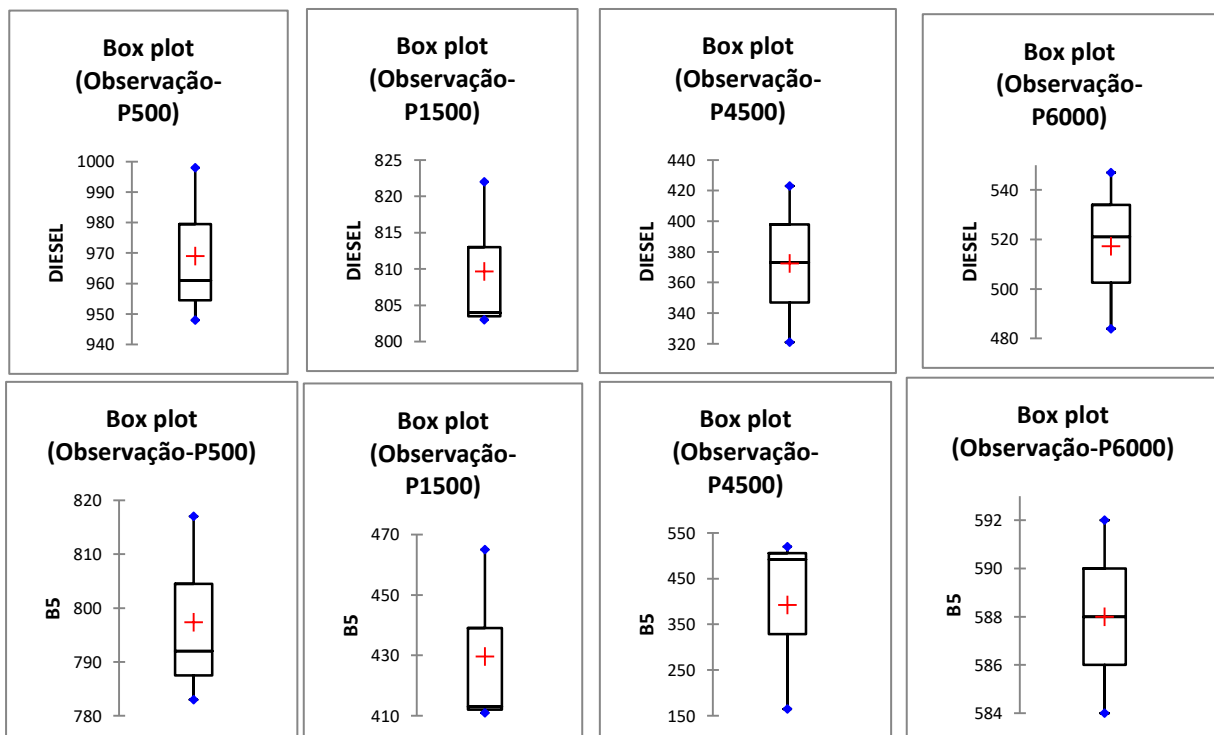 Box plot
(Observação-
P500)
DIESEL
1000
990
980
970
960
950
940
Box plot
(Observação-
P1500)
DIESEL
825
820
815
810
805
800
Box plot
(Observação-
P4500)
DIESEL
440
420
400
380
360
340
320
Box plot
(Observação-
P6000)
DIESEL
540
520
500
480
Box plot
(Observação-P500)
B5
820
810
800
790
780
Box plot
(Observação-
P1500)
B5
470
450
430
410
Box plot
(Observação-
P4500)
B5
550
450
350
250
150
Box plot
(Observação-P6000)
B5
592
590
588
586
584